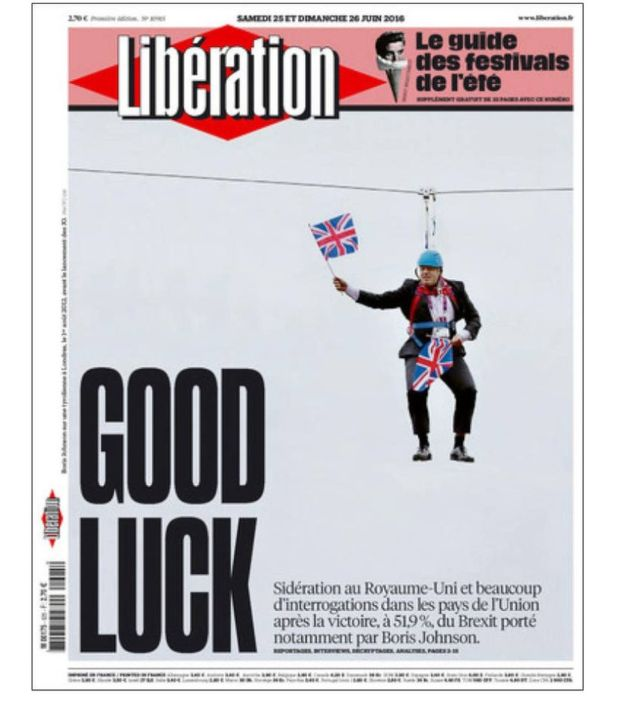 2,70 € Première édition. Nº 10905
SAMEDI 25 ET DIMANCHE 26 JUIN 2016
www.liberation.fr
Libération
Le guide
des festivals
de l'été
SUPPLÉMENT GRATUIT DE 32 PAGES AVEC CE NUMÉRO
Boris Johnson sur une tyrolienne à Londres, le 1er août 2012, avant le lancement des JO.
GOOD
LUCK
Sidération au Royaume-Uni et beaucoup
d'interrogations dans les pays de l'Union
après la victoire, à 51,9 %, du Brexit porté
notamment par Boris Johnson.
REPORTAGES, INTERVIEWS, DÉCRYPTAGES, ANALYSES, PAGES 2-15
Libération
IMPRIMÉ EN FRANCE / PRINTED IN FRANCE